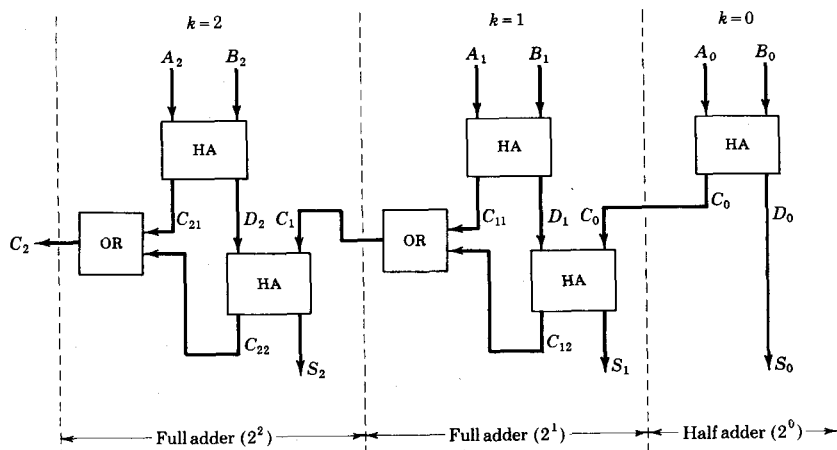 k=2 k=1 k=0
A₂ B₂ A₁ B₁ A₀ B₀
HA HA HA
C₂₁ D₂ C₁ C₁₁ D₁ C₀ C₀ D₀
C₂ OR OR
HA HA
C₂₂ S₂ C₁₂ S₁ S₀
Full adder (2²) Full adder (2¹) Half adder (2⁰)